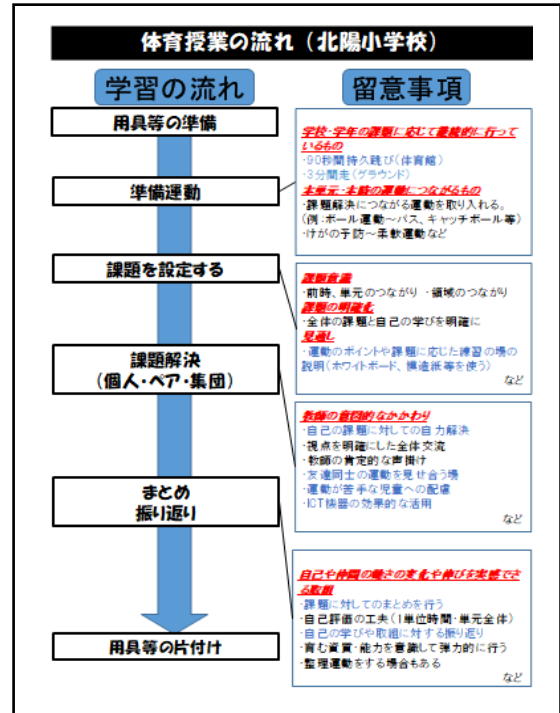 体育授業の流れ（北陽小学校）
学習の流れ
留意事項
用具等の準備
準備運動
課題を設定する
課題解決
（個人・ペア・集団）
まとめ
振り返り
用具等の片付け
学校・学年の課題に応じて継続的に行って
いるもの
・90秒間持久跳び（体育館）
・3分間走（グラウンド）
本単元・本時の運動につながるもの
・課題解決につながる運動を取り入れる。
（例：ボール運動～パス、キャッチボール等）
・けがの予防～柔軟運動など
課題意識
・前時、単元のつながり ・領域のつながり
課題の明確化
・全体の課題と自己の学びを明確に
見通し
・運動のポイントや課題に応じた練習の場の
説明（ホワイトボード、模造紙等を使う）
など
教師の意図的なかかわり
・自己の課題に対しての自力解決
・視点を明確にした全体交流
・教師の肯定的な声掛け
・友達同士の運動を見せ合う場
・運動が苦手な児童への配慮
・ICT機器の効果的な活用
など
自己や仲間の動きの変化や伸びを実感でき
る取組
・課題に対してのまとめを行う
・自己評価の工夫（1単位時間・単元全体）
・自己の学びや取組に対する振り返り
・育む資質・能力を意識して弾力的に行う
・整理運動をする場合もある
など